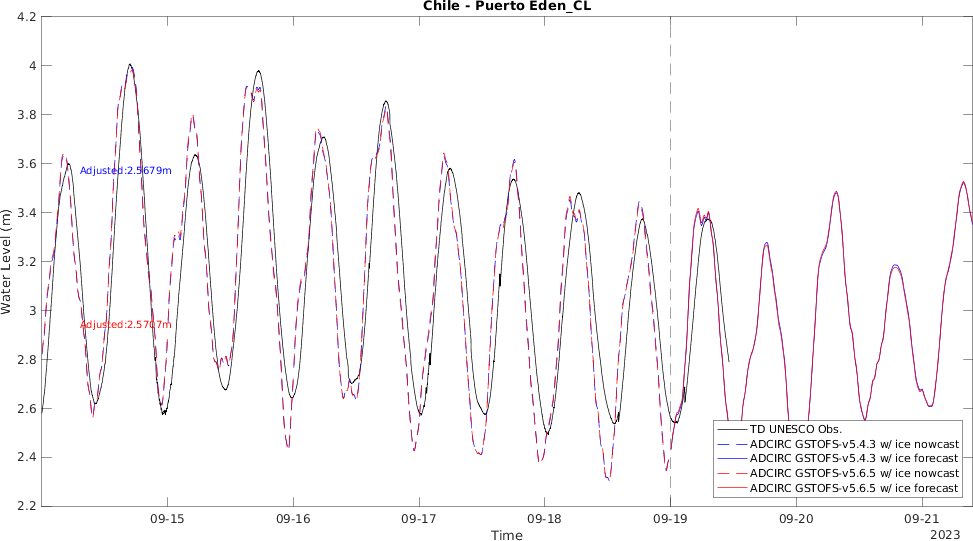 Chile - Puerto Eden_CL
4.2
4
3.8
3.6
3.4
3.2
3
2.8
2.6
2.4
2.2
Water Level (m)
Adjusted:2.5679m
Adjusted:2.5707m
TD UNESCO Obs.
ADCIRC GSTOFS-v5.4.3 w/ ice nowcast
ADCIRC GSTOFS-v5.4.3 w/ ice forecast
ADCIRC GSTOFS-v5.6.5 w/ ice nowcast
ADCIRC GSTOFS-v5.6.5 w/ ice forecast
09-15 09-16 09-17 09-18 09-19 09-20 09-21
Time
2023